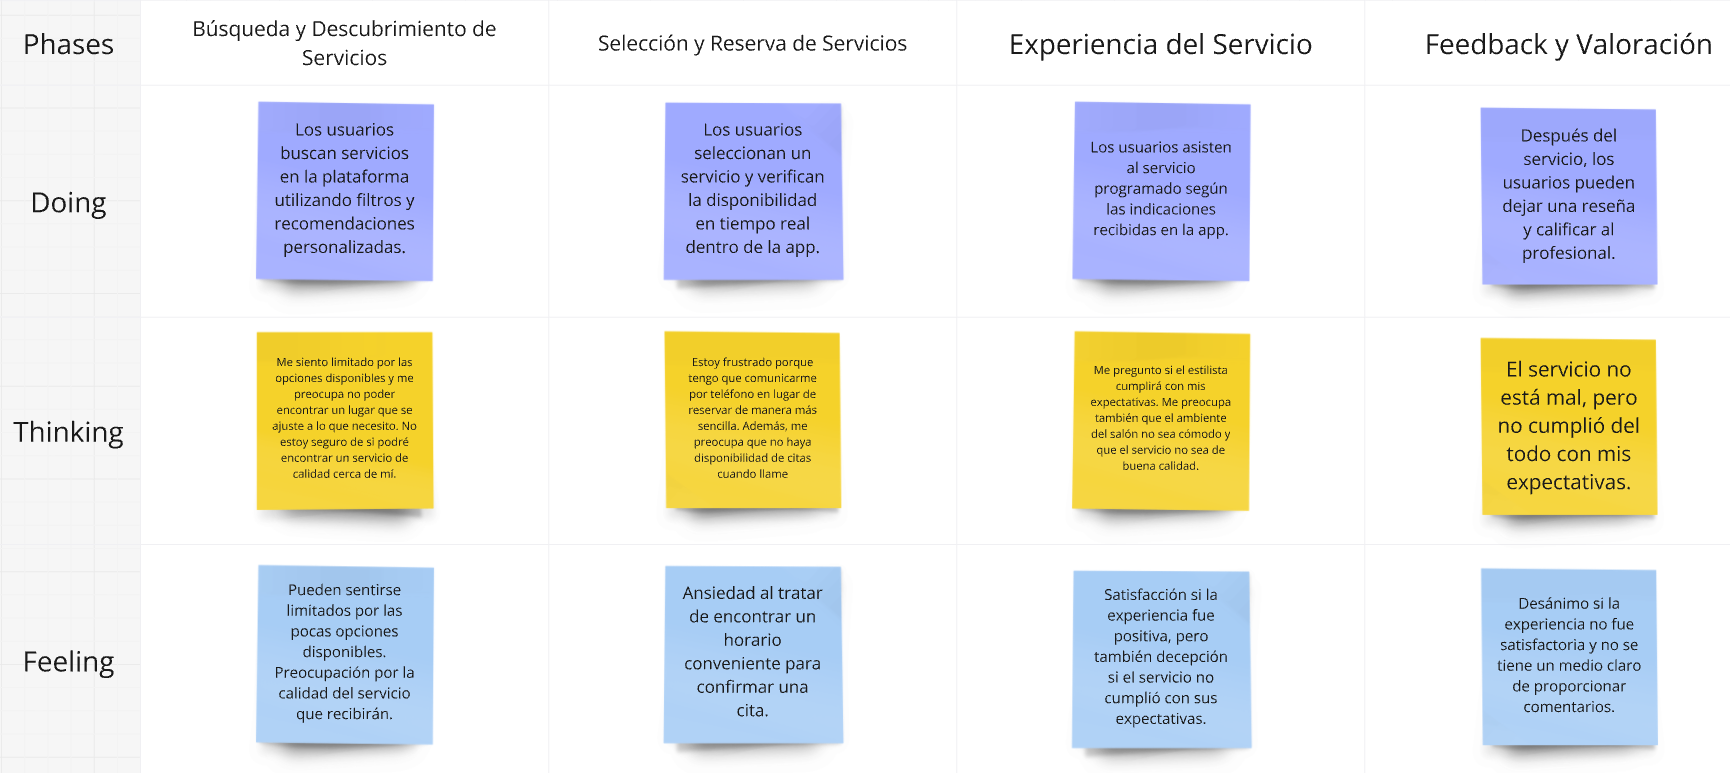 Phases
Búsqueda y Descubrimiento de
Servicios
Selección y Reserva de Servicios
Experiencia del Servicio
Feedback y Valoración
Doing
Los usuarios
buscan servicios
en la plataforma
utilizando filtros y
recomendaciones
personalizadas.
Los usuarios
seleccionan un
servicio y verifican
la disponibilidad
en tiempo real
dentro de la app.
Los usuarios asisten
al servicio
programado según
las indicaciones
recibidas en la app.
Después del
servicio, los
usuarios pueden
dejar una reseña
y calificar al
profesional.
Thinking
Me siento limitado por las
opciones disponibles y me
preocupa no poder
encontrar un lugar que se
ajuste a lo que necesito. No
estoy seguro de si podré
encontrar un servicio de
calidad cerca de mí.
Estoy frustrado porque
tengo que comunicarme
por teléfono en lugar de
reservar de manera más
sencilla. Además, me
preocupa que no haya
disponibilidad de citas
cuando llame
Me pregunto si el estilista
cumplirá con mis
expectativas. Me preocupa
también que el ambiente
del salón no sea cómodo y
que el servicio no sea de
buena calidad.
El servicio no
está mal, pero
no cumplió del
todo con mis
expectativas.
Feeling
Pueden sentirse
limitados por las
pocas opciones
disponibles.
Preocupación por la
calidad del servicio
que recibirán.
Ansiedad al tratar
de encontrar un
horario
conveniente para
confirmar una
cita.
Satisfacción si la
experiencia fue
positiva, pero
también decepción
si el servicio no
cumplió con sus
expectativas.
Desánimo si la
experiencia no fue
satisfactoria y no se
tiene un medio claro
de proporcionar
comentarios.